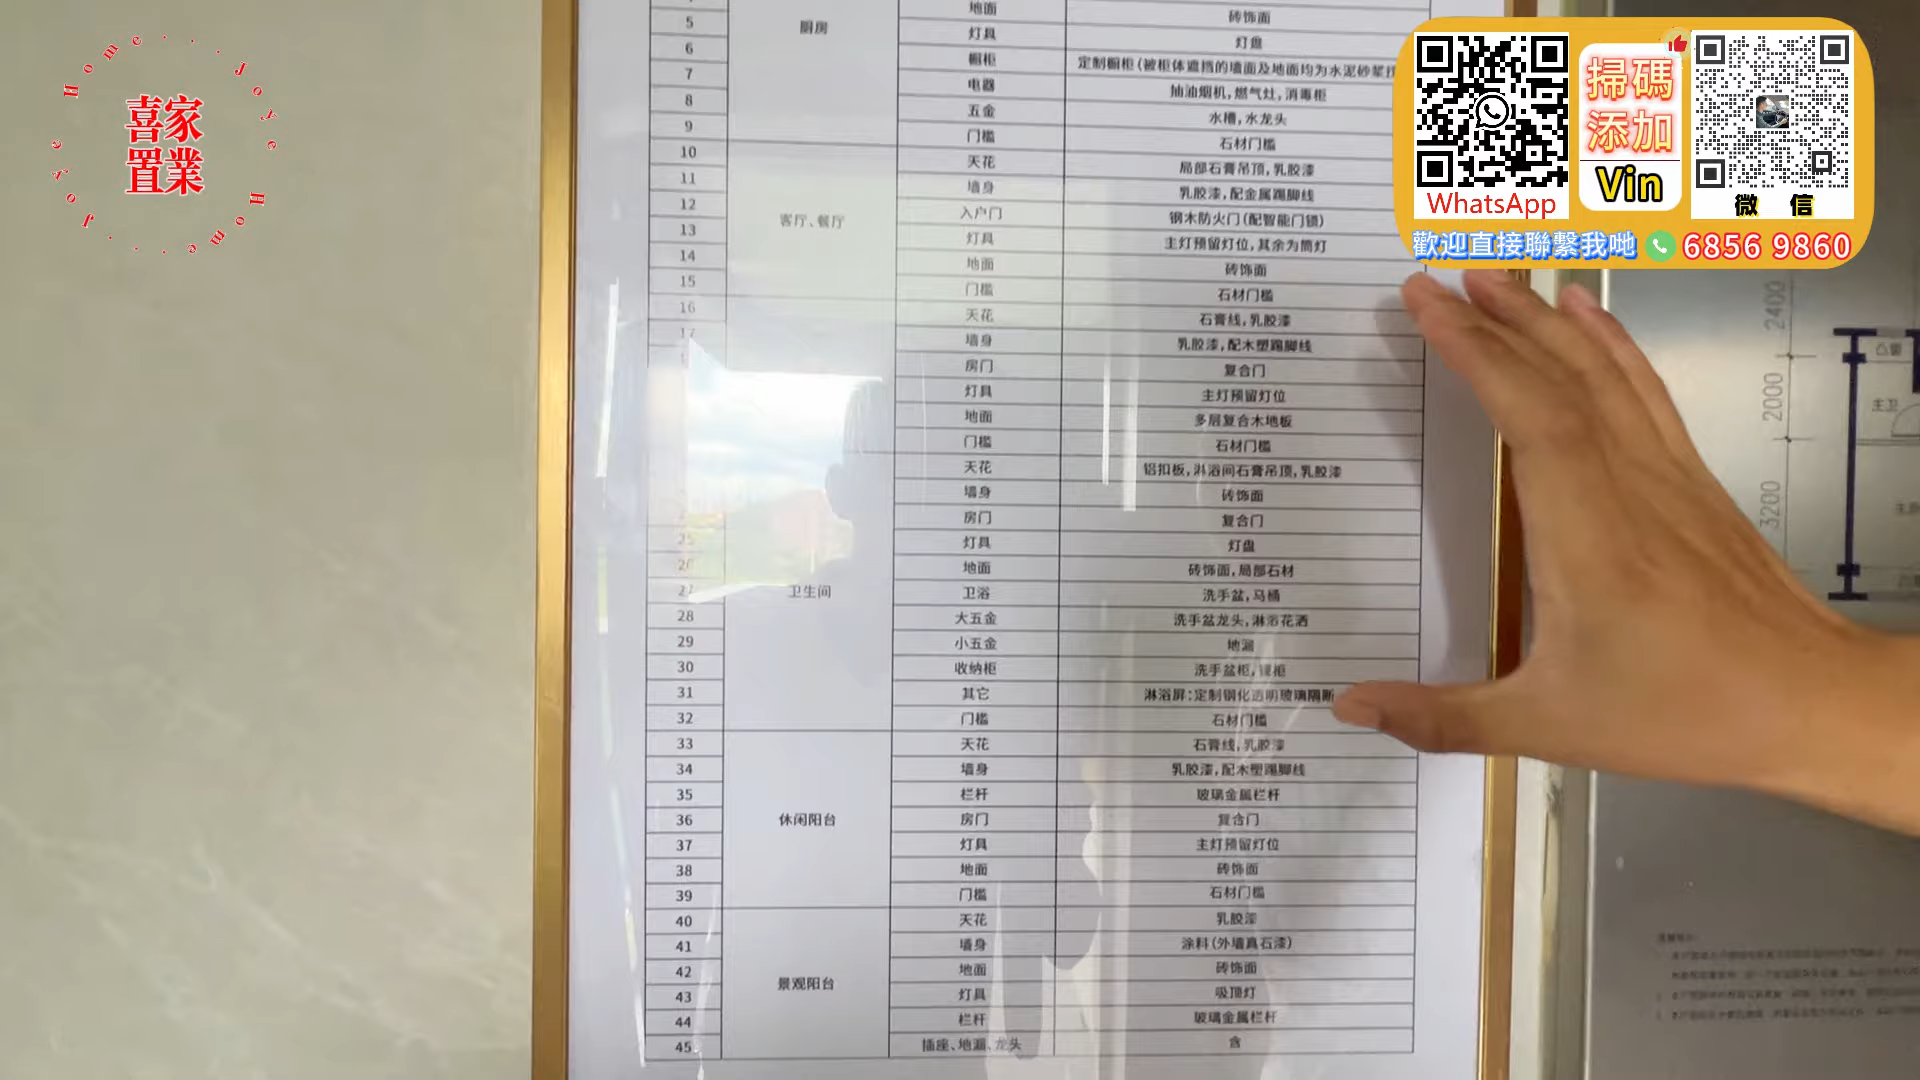 Home···Joye Home···Joye
喜家
置業
掃碼
添加
Vin
WhatsApp
微 信
歡迎直接聯繫我哋 6856 9860
地面 砖饰面
5 厨房 灯具 灯盘
6 橱柜 定制橱柜(被柜体遮挡的墙面及地面均为水泥砂浆
7 电器 抽油烟机,燃气灶,消毒柜
8 五金 水槽,水龙头
9 门槛 石材门槛
10 天花 局部石膏吊顶,乳胶漆
11 墙身 乳胶漆,配金属踢脚线
12 客厅、餐厅 入户门 钢木防火门(配智能门锁)
13 灯具 主灯预留灯位,其余为筒灯
14 地面 砖饰面
15 门槛 石材门槛
16 天花 石膏线,乳胶漆
17 墙身 乳胶漆,配木塑踢脚线
房门 复合门
灯具 主灯预留灯位
地面 多层复合木地板
门槛 石材门槛
天花 铝扣板,淋浴间石膏吊顶,乳胶漆
墙身 砖饰面
房门 复合门
25 灯具 灯盘
26 地面 砖饰面,局部石材
27 卫生间 卫浴 洗手盆,马桶
28 大五金 洗手盆龙头,淋浴花洒
29 小五金 地漏
30 收纳柜 洗手盆柜,镜柜
31 其它 淋浴屏:定制钢化透明玻璃隔断
32 门槛 石材门槛
33 天花 石膏线,乳胶漆
34 墙身 乳胶漆,配木塑踢脚线
35 栏杆 玻璃金属栏杆
36 休闲阳台 房门 复合门
37 灯具 主灯预留灯位
38 地面 砖饰面
39 门槛 石材门槛
40 天花 乳胶漆
41 墙身 涂料(外墙真石漆)
42 景观阳台 地面 砖饰面
43 灯具 吸顶灯
44 栏杆 玻璃金属栏杆
45 插座、地漏、龙头 含
2400
2000
3200
凸窗
主卫